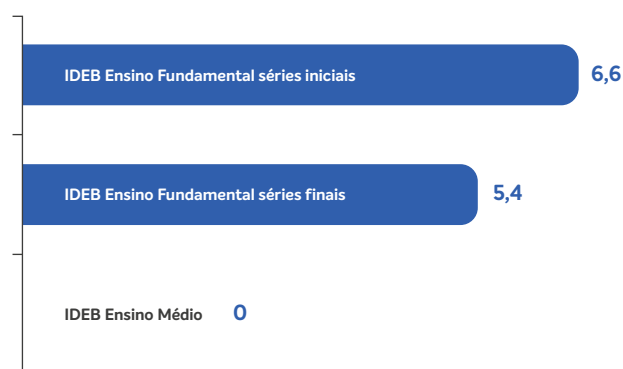 IDEB Ensino Fundamental séries iniciais 6,6
IDEB Ensino Fundamental séries finais 5,4
IDEB Ensino Médio 0